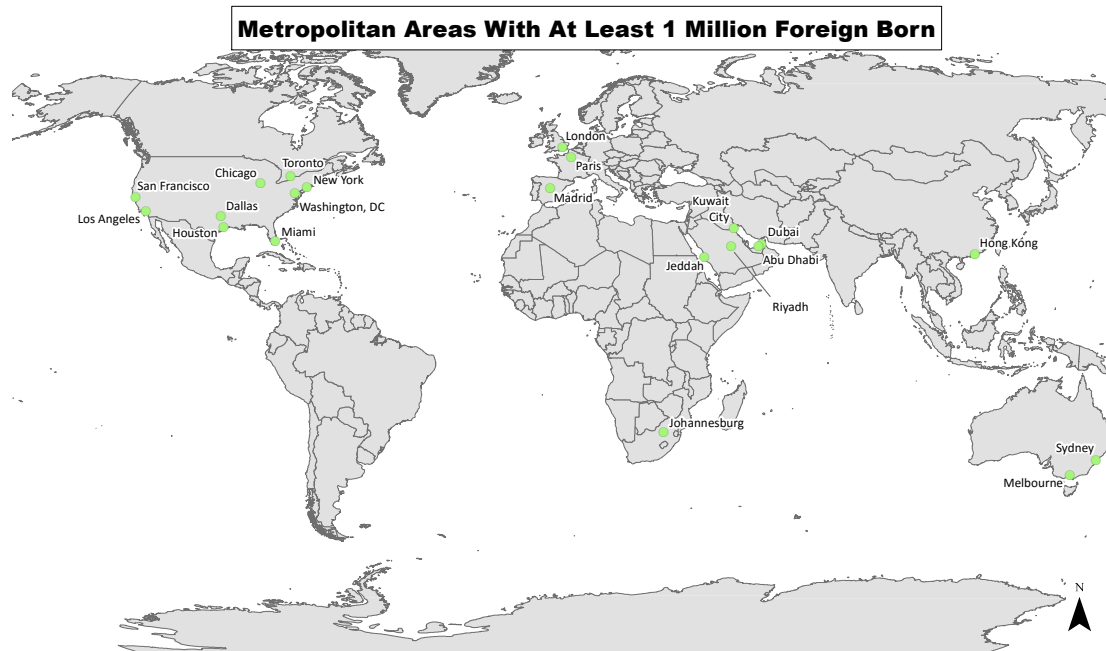 Metropolitan Areas With At Least 1 Million Foreign Born
London
Paris
Toronto
Chicago
New York
San Francisco
Madrid
Washington, DC
Kuwait
City
Dallas
Los Angeles
Houston
Miami
Dubai
Hong Kong
Abu Dhabi
Jeddah
Riyadh
Johannesburg
Sydney
Melbourne
N